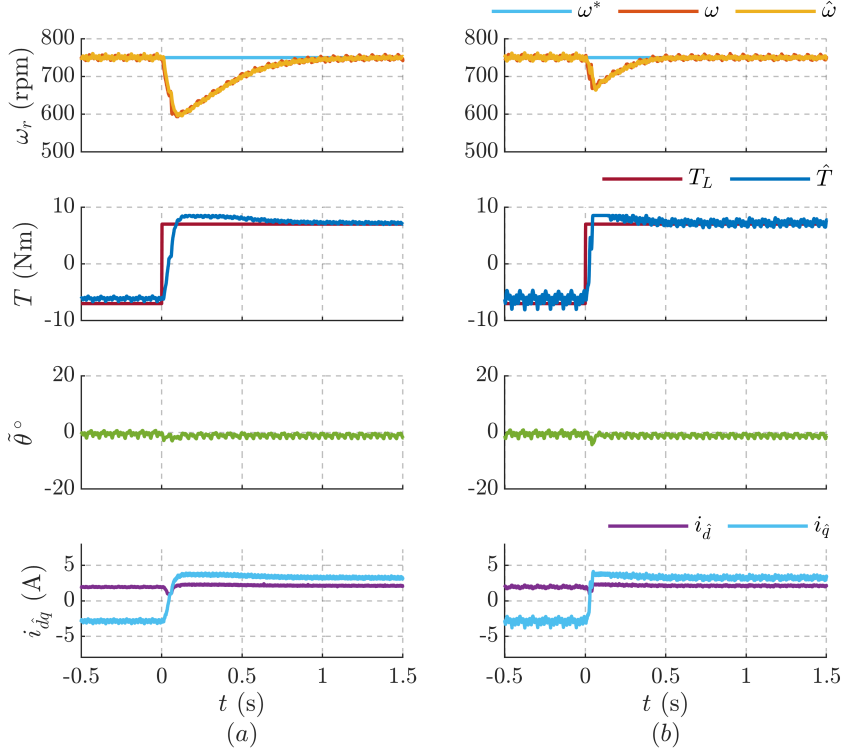 ω* ω ω̂
800
700
600
500
ω_r (rpm)
800
700
600
500
T_L T̂
10
0
-10
T (Nm)
10
0
-10
20
0
-20
θ̃°
20
0
-20
i_d̂ i_q̂
5
0
-5
i_d̂q̂ (A)
5
0
-5
-0.5 0 0.5 1 1.5
-0.5 0 0.5 1 1.5
t (s)
t (s)
(a)
(b)